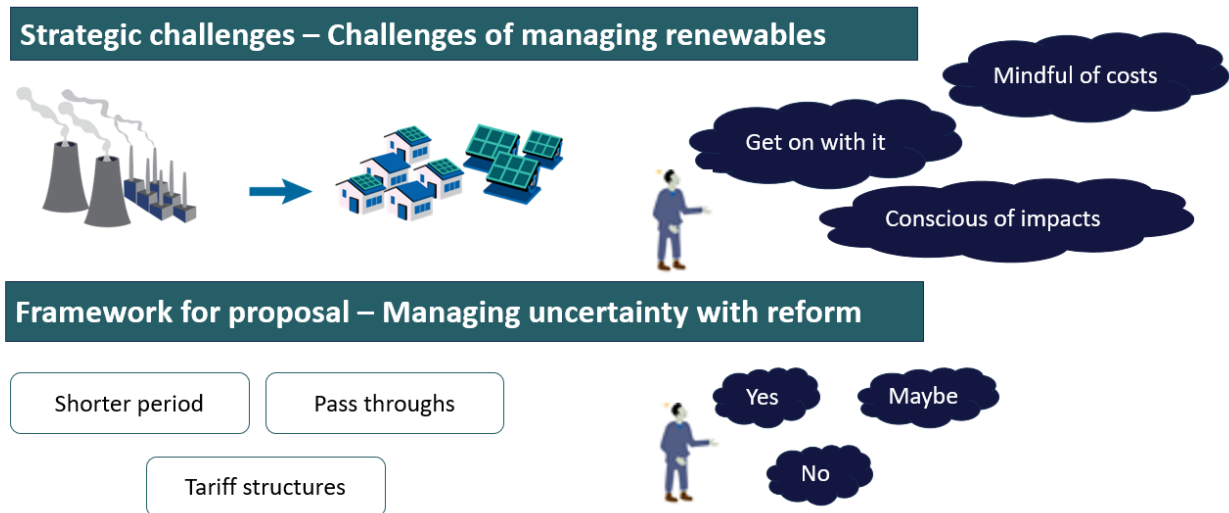 Strategic challenges – Challenges of managing renewables
Mindful of costs
Get on with it
Conscious of impacts
Framework for proposal – Managing uncertainty with reform
Shorter period
Pass throughs
Tariff structures
Yes
Maybe
No